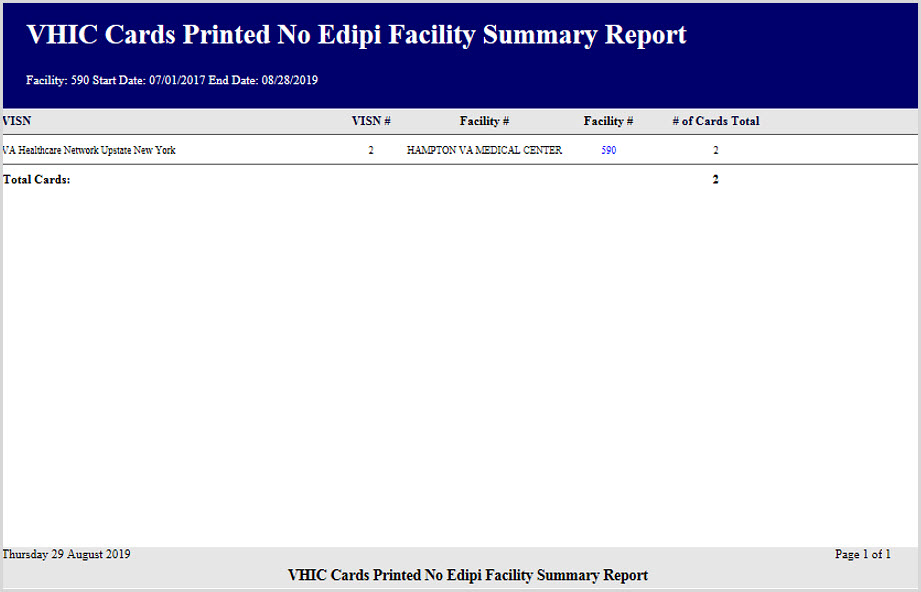 VHIC Cards Printed No Edipi Facility Summary Report
Facility: 590 Start Date: 07/01/2017 End Date: 08/28/2019
VISN VISN # Facility # Facility # # of Cards Total
VA Healthcare Network Upstate New York 2 HAMPTON VA MEDICAL CENTER 590 2
Total Cards: 2
Thursday 29 August 2019 Page 1 of 1
VHIC Cards Printed No Edipi Facility Summary Report